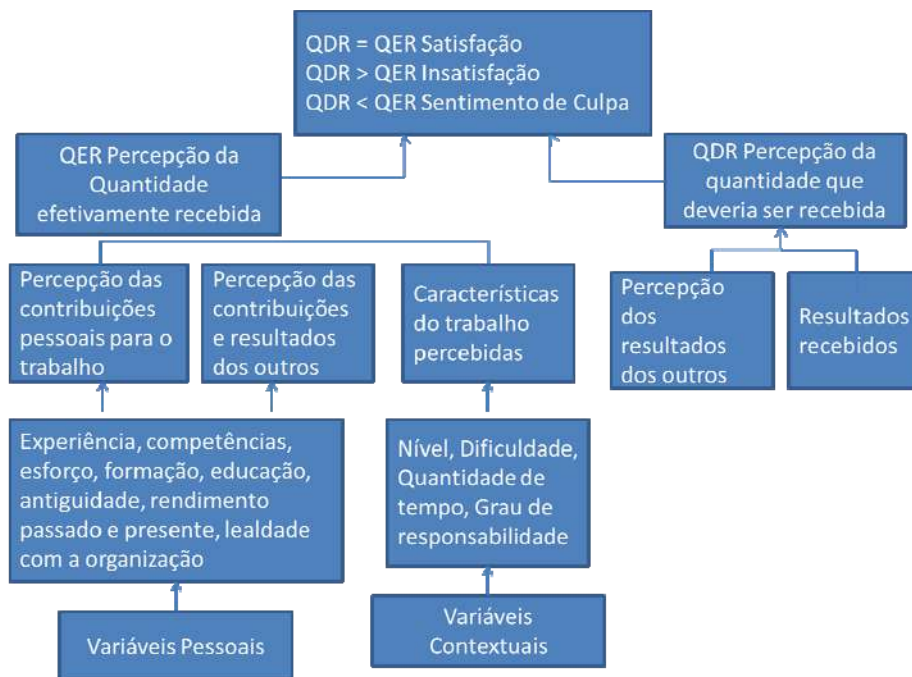 QDR = QER Satisfação
QDR > QER Insatisfação
QDR < QER Sentimento de Culpa
QER Percepção da
Quantidade
efetivamente recebida
QDR Percepção da
quantidade que
deveria ser recebida
Percepção das
contribuições
pessoais para o
trabalho
Percepção das
contribuições
e resultados
dos outros
Características
do trabalho
percebidas
Percepção
dos
resultados
dos outros
Resultados
recebidos
Experiência, competências,
esforço, formação, educação,
antiguidade, rendimento
passado e presente, lealdade
com a organização
Nível, Dificuldade,
Quantidade de
tempo, Grau de
responsabilidade
Variáveis Pessoais
Variáveis
Contextuais